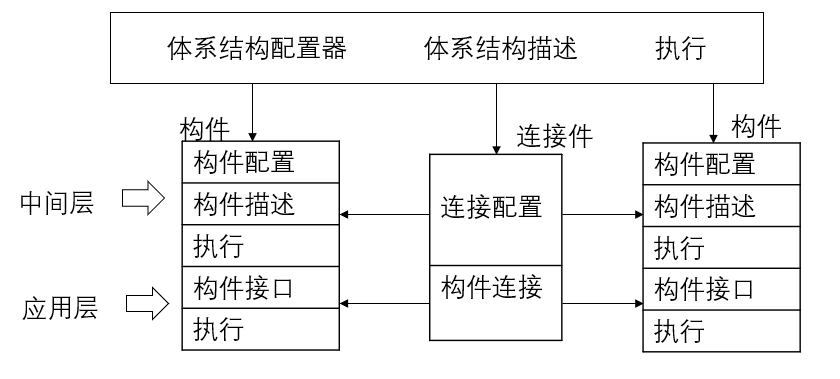 体系结构配置器 体系结构描述 执行
构件
连接件
构件
中间层
应用层
构件配置
构件描述
执行
构件接口
执行
连接配置
构件连接
构件配置
构件描述
执行
构件接口
执行